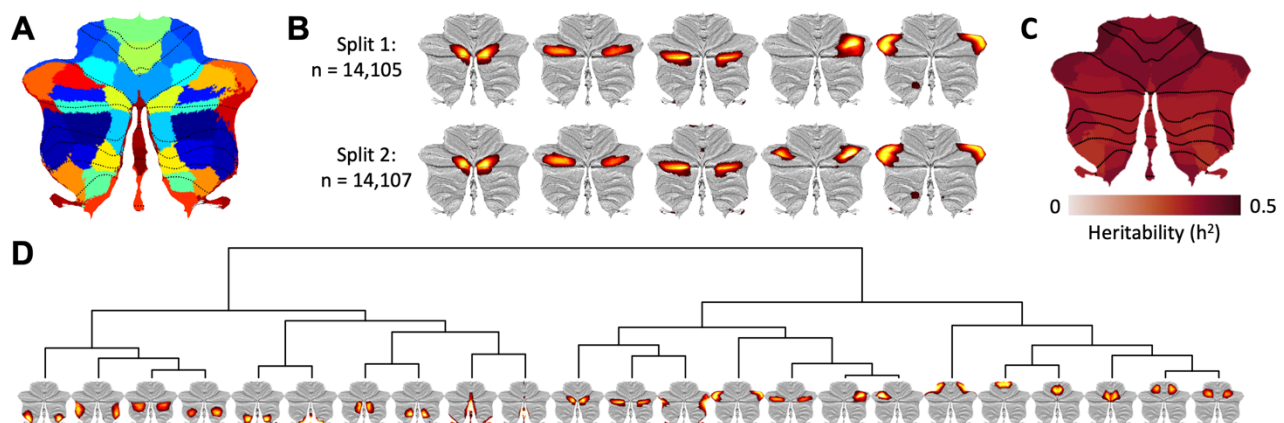 A
B
Split 1:
n = 14,105
Split 2:
n = 14,107
C
0
0.5
Heritability (h²)
D